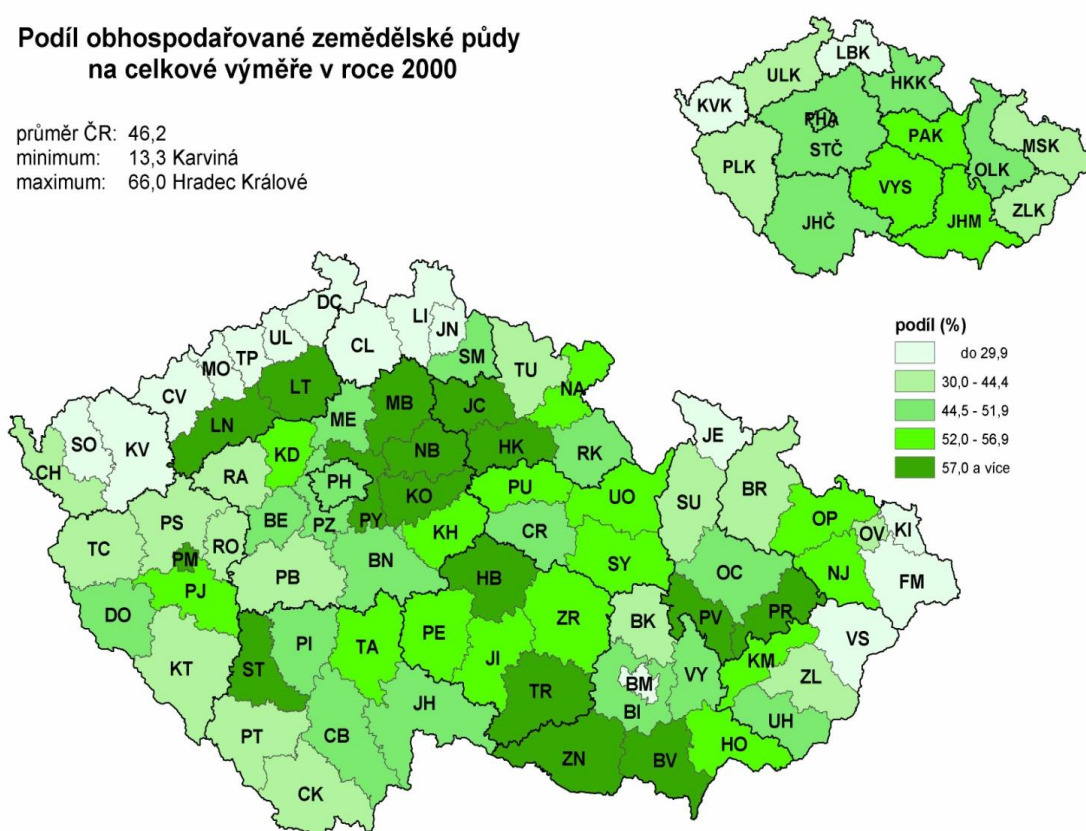 Podíl obhospodařované zemědělské půdy
na celkové výměře v roce 2000
průměr ČR: 46,2
minimum: 13,3 Karviná
maximum: 66,0 Hradec Králové
LBK
ULK
HKK
KVK
PHA
PAK
MSK
STČ
PLK
OLK
VYS
ZLK
JHČ
JHM
podíl (%)
do 29,9
30,0 - 44,4
44,5 - 51,9
52,0 - 56,9
57,0 a více
DC
LI
JN
UL
CL
TP
MO
SM
TU
CV
LT
NA
MB
JC
LN
ME
SO
KV
JE
HK
NB
KD
RK
CH
RA
PH
BR
PU
UO
SU
KO
OP
PS
BE
PZ
PY
KI
OV
RO
KH
CR
TC
PM
BN
SY
OC
NJ
PB
HB
FM
PJ
DO
PR
PV
ZR
BK
PI
TA
PE
VS
KT
JI
KM
ST
VY
ZL
BM
TR
JH
BI
UH
PT
CB
HO
ZN
BV
CK